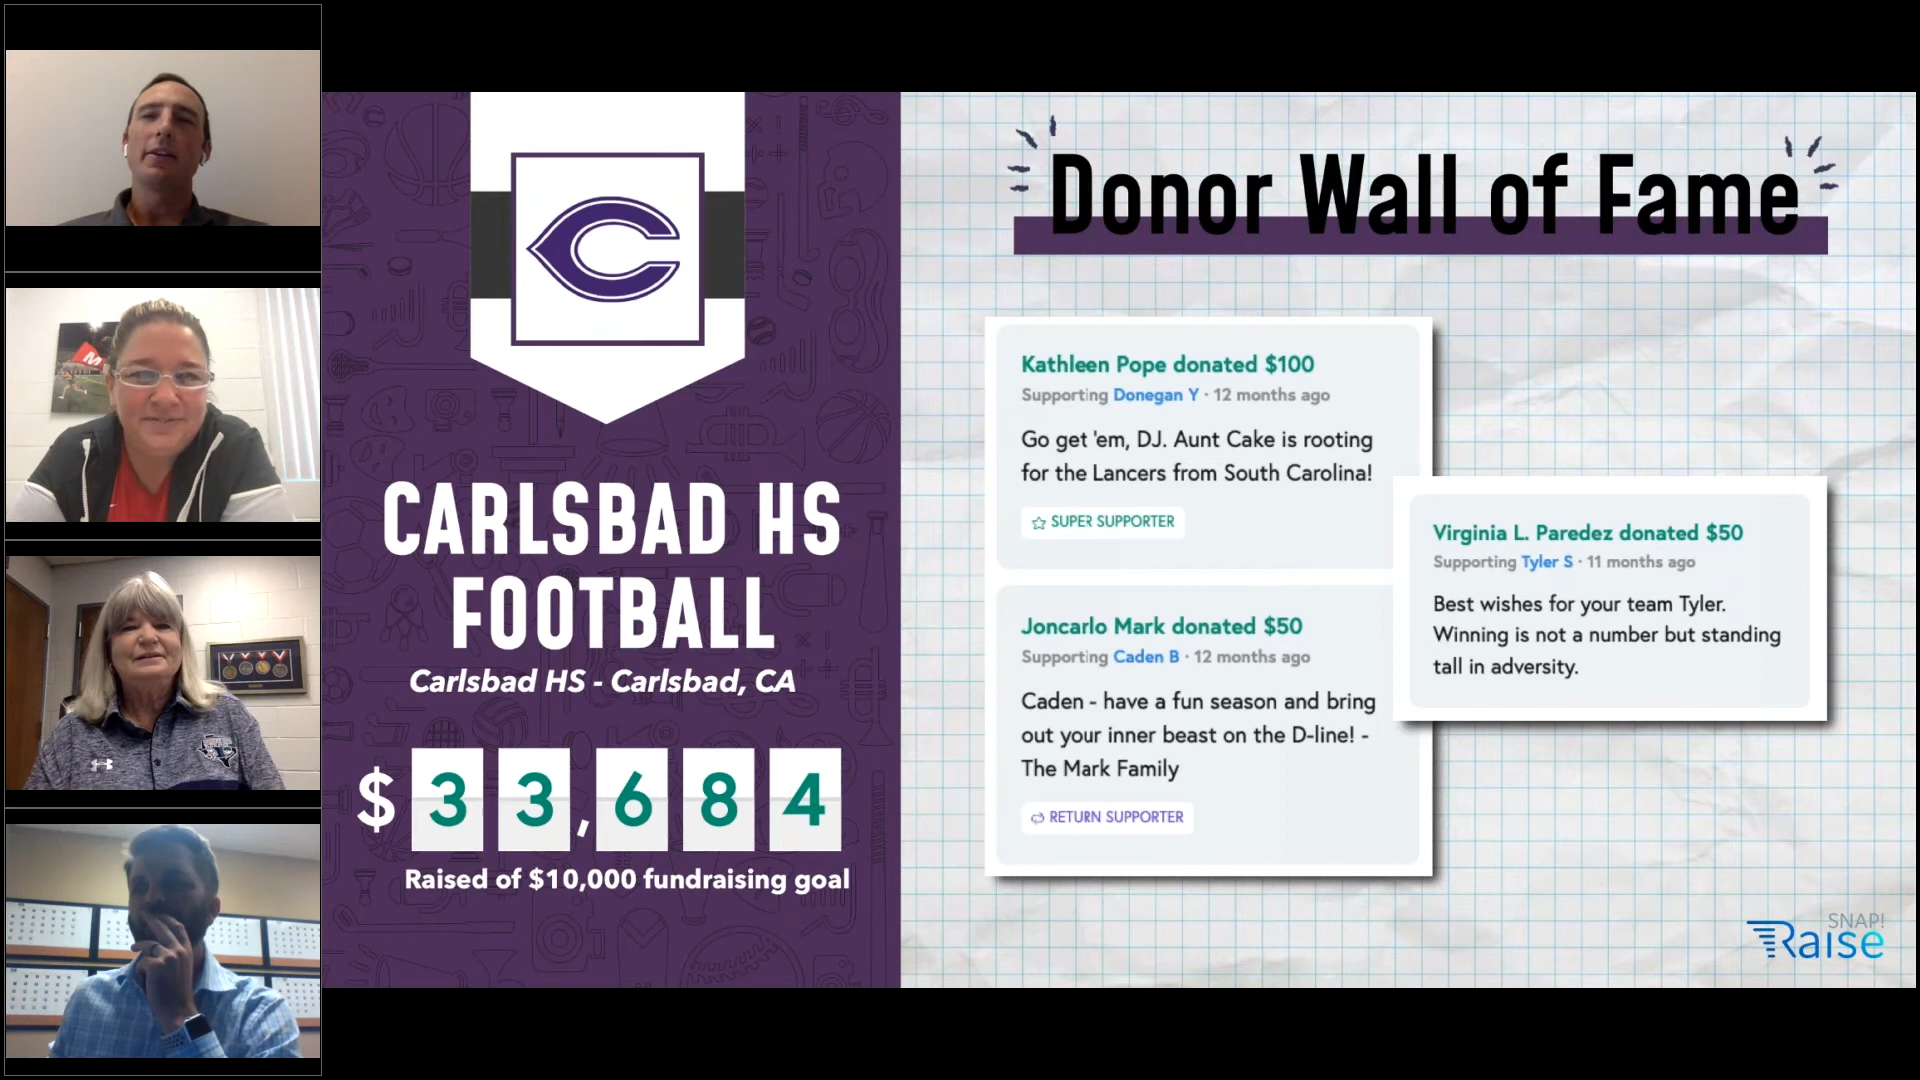 M
C
CARLSBAD HS
FOOTBALL
Carlsbad HS - Carlsbad, CA
$33,684
Raised of $10,000 fundraising goal
Donor Wall of Fame
Kathleen Pope donated $100
Supporting Donegan Y · 12 months ago
Go get 'em, DJ. Aunt Cake is rooting
for the Lancers from South Carolina!
SUPER SUPPORTER
Joncarlo Mark donated $50
Supporting Caden B · 12 months ago
Caden - have a fun season and bring
out your inner beast on the D-line! -
The Mark Family
RETURN SUPPORTER
Virginia L. Paredez donated $50
Supporting Tyler S · 11 months ago
Best wishes for your team Tyler.
Winning is not a number but standing
tall in adversity.
SNAP!
Raise